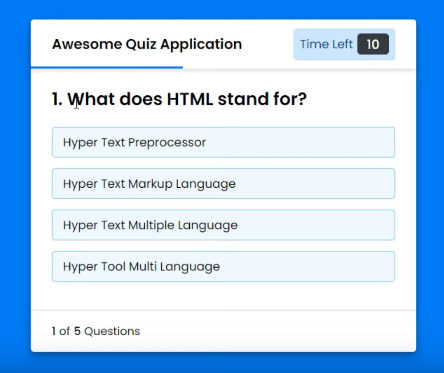 Awesome Quiz Application
Time Left 10
1. What does HTML stand for?
Hyper Text Preprocessor
Hyper Text Markup Language
Hyper Text Multiple Language
Hyper Tool Multi Language
1 of 5 Questions